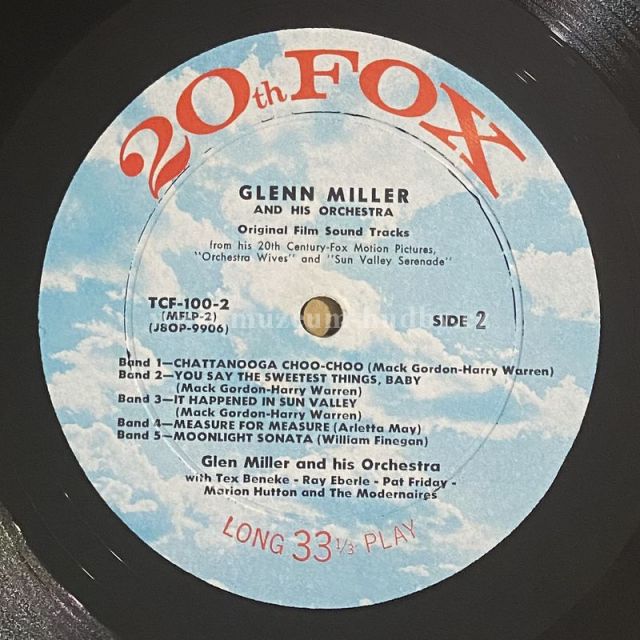 20th FOX
GLENN MILLER
AND HIS ORCHESTRA
Original Film Sound Tracks
from his 20th Century-Fox Motion Pictures,
"Orchestra Wives" and "Sun Valley Serenade"
TCF-100-2
(MFLP-2)
(J8OP-9906)
SIDE 2
Band 1—CHATTANOOGA CHOO-CHOO (Mack Gordon-Harry Warren)
Band 2—YOU SAY THE SWEETEST THINGS, BABY
(Mack Gordon-Harry Warren)
Band 3—IT HAPPENED IN SUN VALLEY
(Mack Gordon-Harry Warren)
Band 4—MEASURE FOR MEASURE (Arletta May)
Band 5—MOONLIGHT SONATA (William Finegan)
Glen Miller and his Orchestra
with Tex Beneke - Ray Eberle - Pat Friday -
Marion Hutton and The Modernaires
LONG 33 1/3 PLAY